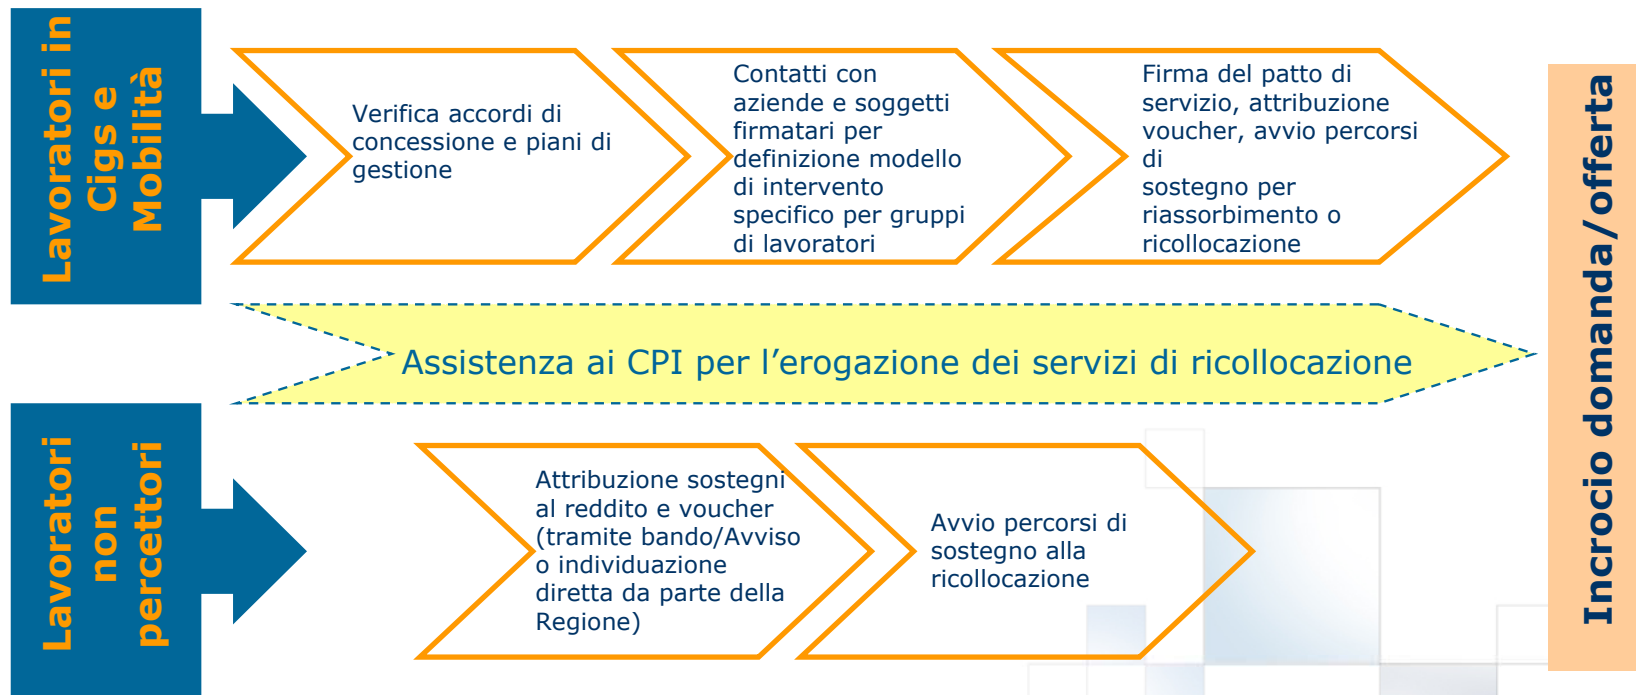 Lavoratori in
Cigs e
Mobilità
Verifica accordi di
concessione e piani di
gestione
Contatti con
aziende e soggetti
firmatari per
definizione modello
di intervento
specifico per gruppi
di lavoratori
Firma del patto di
servizio, attribuzione
voucher, avvio percorsi
di
sostegno per
riassorbimento o
ricollocazione
Assistenza ai CPI per l’erogazione dei servizi di ricollocazione
Lavoratori
non
percettori
Attribuzione sostegni
al reddito e voucher
(tramite bando/Avviso
o individuazione
diretta da parte della
Regione)
Avvio percorsi di
sostegno alla
ricollocazione
Incrocio domanda/offerta